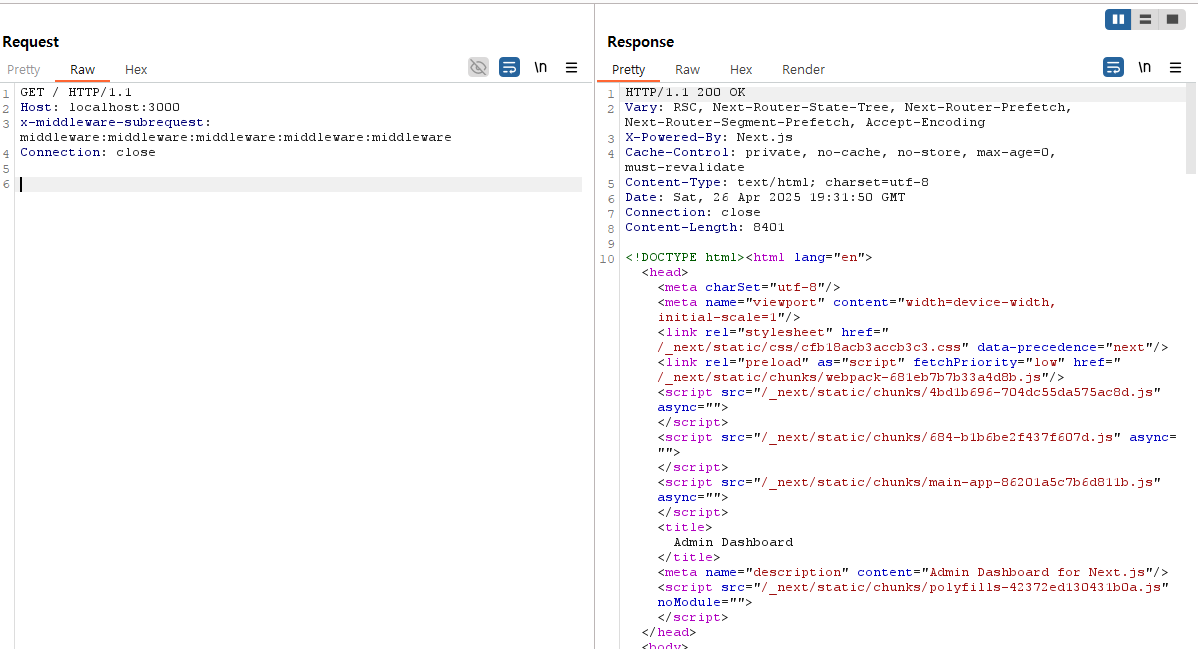 Request
Pretty Raw Hex
\n
1 GET / HTTP/1.1
2 Host: localhost:3000
3 x-middleware-subrequest:
middleware:middleware:middleware:middleware:middleware
4 Connection: close
5
6
Response
Pretty Raw Hex Render
\n
1 HTTP/1.1 200 OK
2 Vary: RSC, Next-Router-State-Tree, Next-Router-Prefetch,
Next-Router-Segment-Prefetch, Accept-Encoding
3 X-Powered-By: Next.js
4 Cache-Control: private, no-cache, no-store, max-age=0,
must-revalidate
5 Content-Type: text/html; charset=utf-8
6 Date: Sat, 26 Apr 2025 19:31:50 GMT
7 Connection: close
8 Content-Length: 8401
9
10 <!DOCTYPE html><html lang="en">
<head>
<meta charSet="utf-8"/>
<meta name="viewport" content="width=device-width,
initial-scale=1"/>
<link rel="stylesheet" href="
/_next/static/css/cfb18acb3accb3c3.css" data-precedence="next"/>
<link rel="preload" as="script" fetchPriority="low" href="
/_next/static/chunks/webpack-681eb7b7b33a4d8b.js"/>
<script src="/_next/static/chunks/4bd1b696-704dc55da575ac8d.js"
async="">
</script>
<script src="/_next/static/chunks/684-b1b6be2f437f607d.js" async=
"">
</script>
<script src="/_next/static/chunks/main-app-86201a5c7b6d811b.js"
async="">
</script>
<title>
Admin Dashboard
</title>
<meta name="description" content="Admin Dashboard for Next.js"/>
<script src="/_next/static/chunks/polyfills-42372ed130431b0a.js"
noModule="">
</script>
</head>
<body>